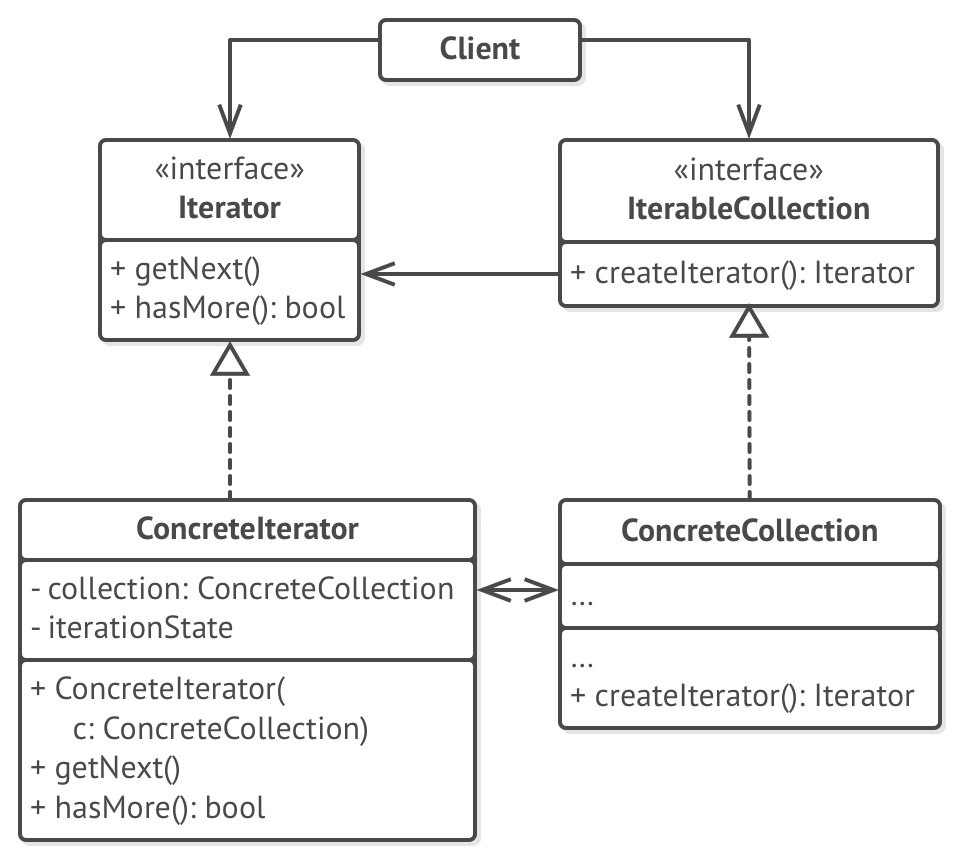 Client
«interface»
Iterator
+ getNext()
+ hasMore(): bool
«interface»
IterableCollection
+ createIterator(): Iterator
ConcreteIterator
- collection: ConcreteCollection
- iterationState
+ ConcreteIterator(
c: ConcreteCollection)
+ getNext()
+ hasMore(): bool
ConcreteCollection
...
...
+ createIterator(): Iterator